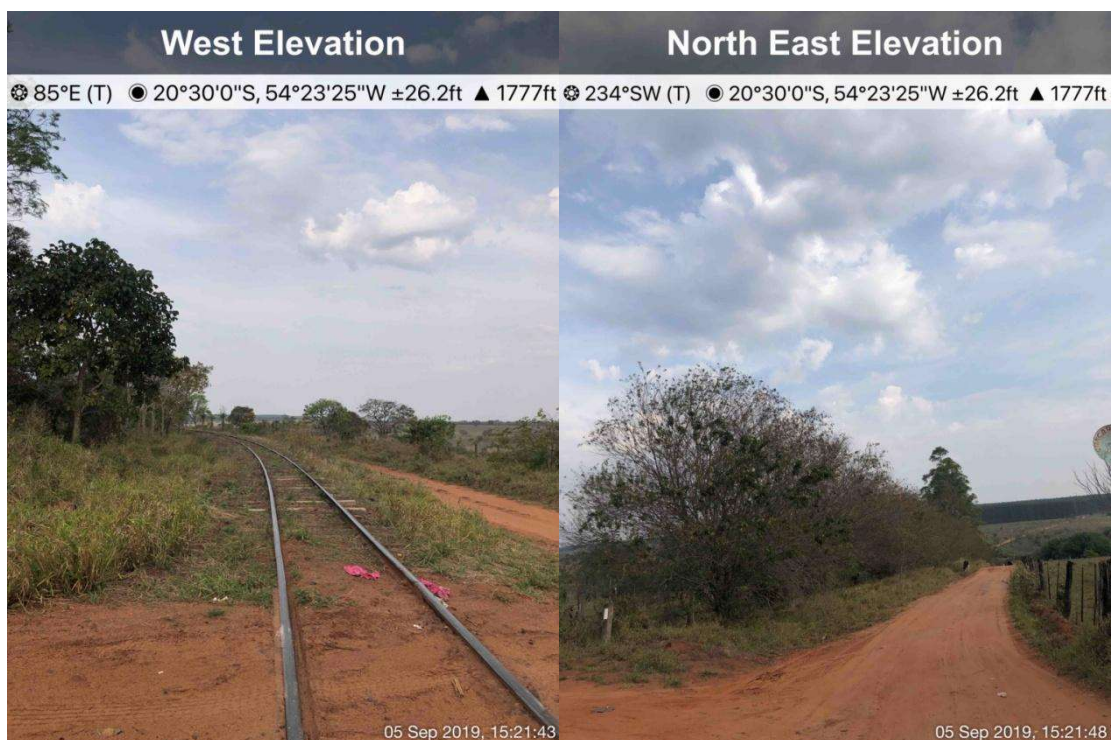 West Elevation
85°E (T) 20°30'0"S, 54°23'25"W ±26.2ft ▲ 1777ft
05 Sep 2019, 15:21:43
North East Elevation
234°SW (T) 20°30'0"S, 54°23'25"W ±26.2ft ▲ 1777ft
05 Sep 2019, 15:21:48